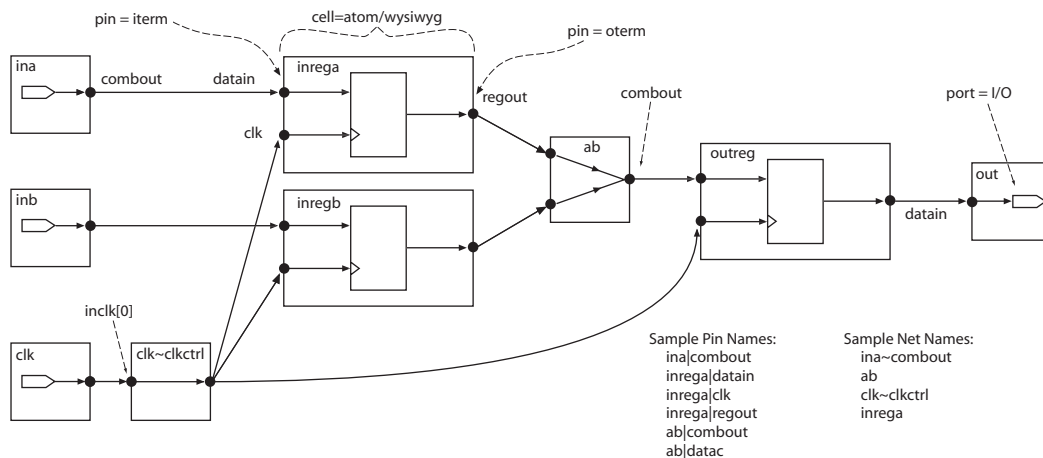 pin = iterm
cell=atom/wysiwyg
pin = oterm
ina
combout
datain
inrega
regout
combout
port = I/O
clk
ab
outreg
out
inb
inregb
datain
inclk[0]
clk
clk~clkctrl
Sample Pin Names:
ina|combout
inrega|datain
inrega|clk
inrega|regout
ab|combout
ab|datac
Sample Net Names:
ina~combout
ab
clk~clkctrl
inrega